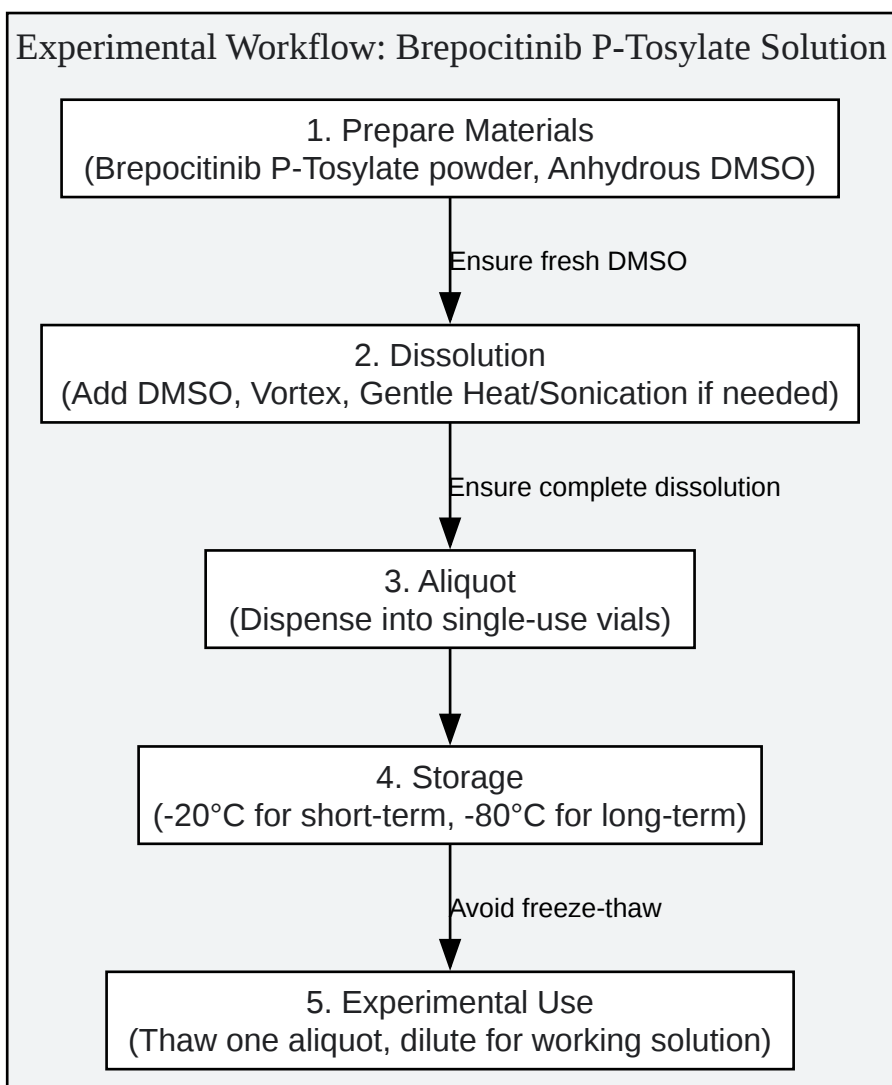 Experimental Workflow: Brepocitinib P-Tosylate Solution
1. Prepare Materials
(Brepocitinib P-Tosylate powder, Anhydrous DMSO)
Ensure fresh DMSO
2. Dissolution
(Add DMSO, Vortex, Gentle Heat/Sonication if needed)
Ensure complete dissolution
3. Aliquot
(Dispense into single-use vials)
4. Storage
(-20°C for short-term, -80°C for long-term)
Avoid freeze-thaw
5. Experimental Use
(Thaw one aliquot, dilute for working solution)